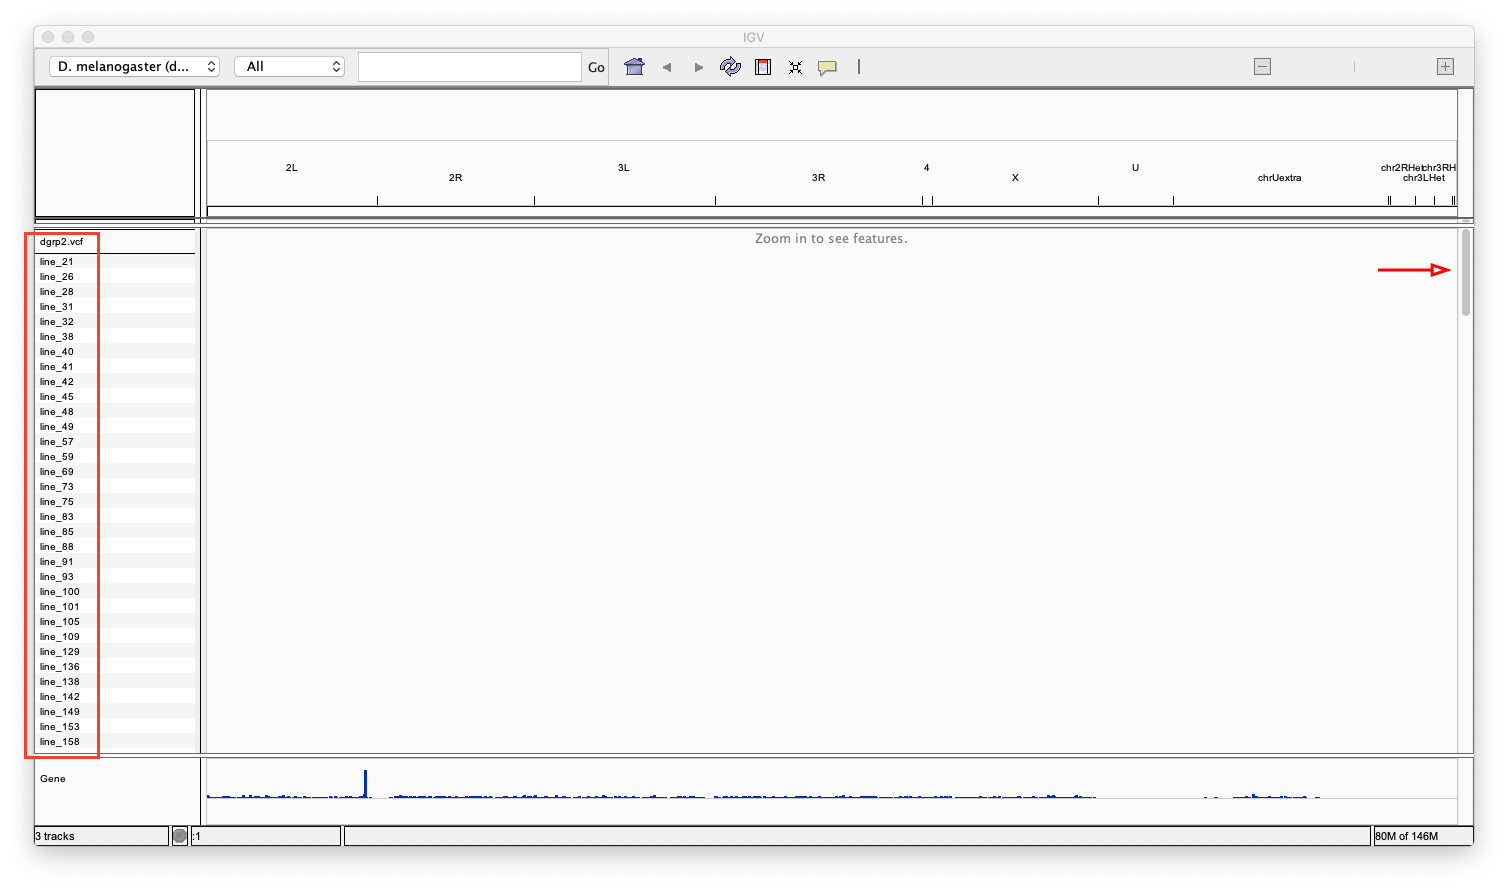 IGV
D. melanogaster (d...
All
Go
2L
3L
4
U
chr2RHet
chr3RH
2R
3R
X
chrUextra
chr3LHet
dgrp2.vcf
Zoom in to see features.
line_21
line_26
line_28
line_31
line_32
line_38
line_40
line_41
line_42
line_45
line_48
line_49
line_57
line_59
line_69
line_73
line_75
line_83
line_85
line_88
line_91
line_93
line_100
line_101
line_105
line_109
line_129
line_136
line_138
line_142
line_149
line_153
line_158
Gene
3 tracks
:1
80M of 146M